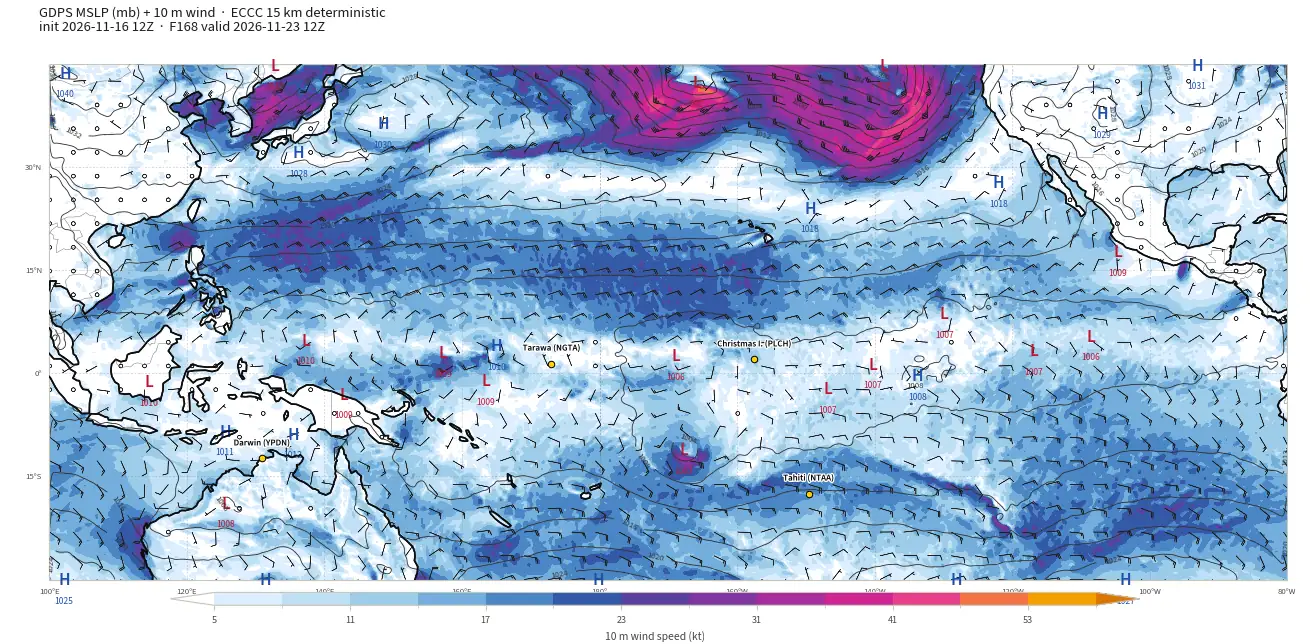 GDPS MSLP (mb) + 10 m wind · ECCC 15 km deterministic
init 2026-11-16 12Z · F168 valid 2026-11-23 12Z
L
L
H
1040
H
1031
L
H
1030
H
1029
H
1028
30°N
H
1018
H
1018
L
1009
15°N
L
1007
L
1010
L
H
1010
Tarawa (NGTA)
Christmas I. (PLCH)
L
1006
L
1007
L
1006
0°
L
1007
H
1008
1008
L
1010
L
1009
L
1009
L
1007
H
1011
H
Darwin (YPDN)
L
15°S
Tahiti (NTAA)
L
1008
H
1025
H
H
H
H
100°E
120°E
140°E
160°E
180°
160°W
140°W
100°W
80°W
5
11
17
23
31
41
53
10 m wind speed (kt)